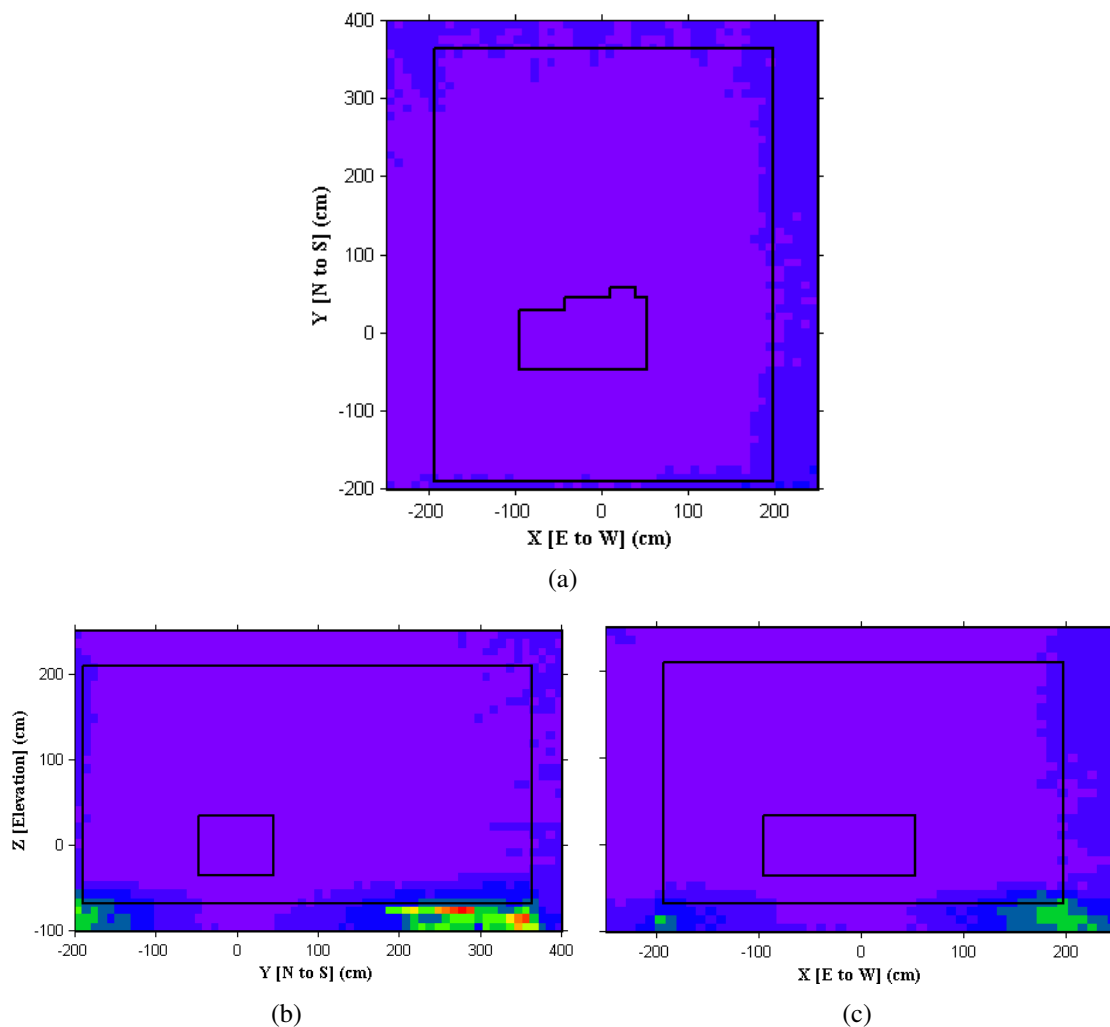 400
300
200
100
0
-100
-200
Y [N to S] (cm)
-200 -100 0 100 200
X [E to W] (cm)
(a)
200
100
0
-100
Z [Elevation] (cm)
-200 -100 0 100 200 300 400
Y [N to S] (cm)
(b)
-200 -100 0 100 200
X [E to W] (cm)
(c)